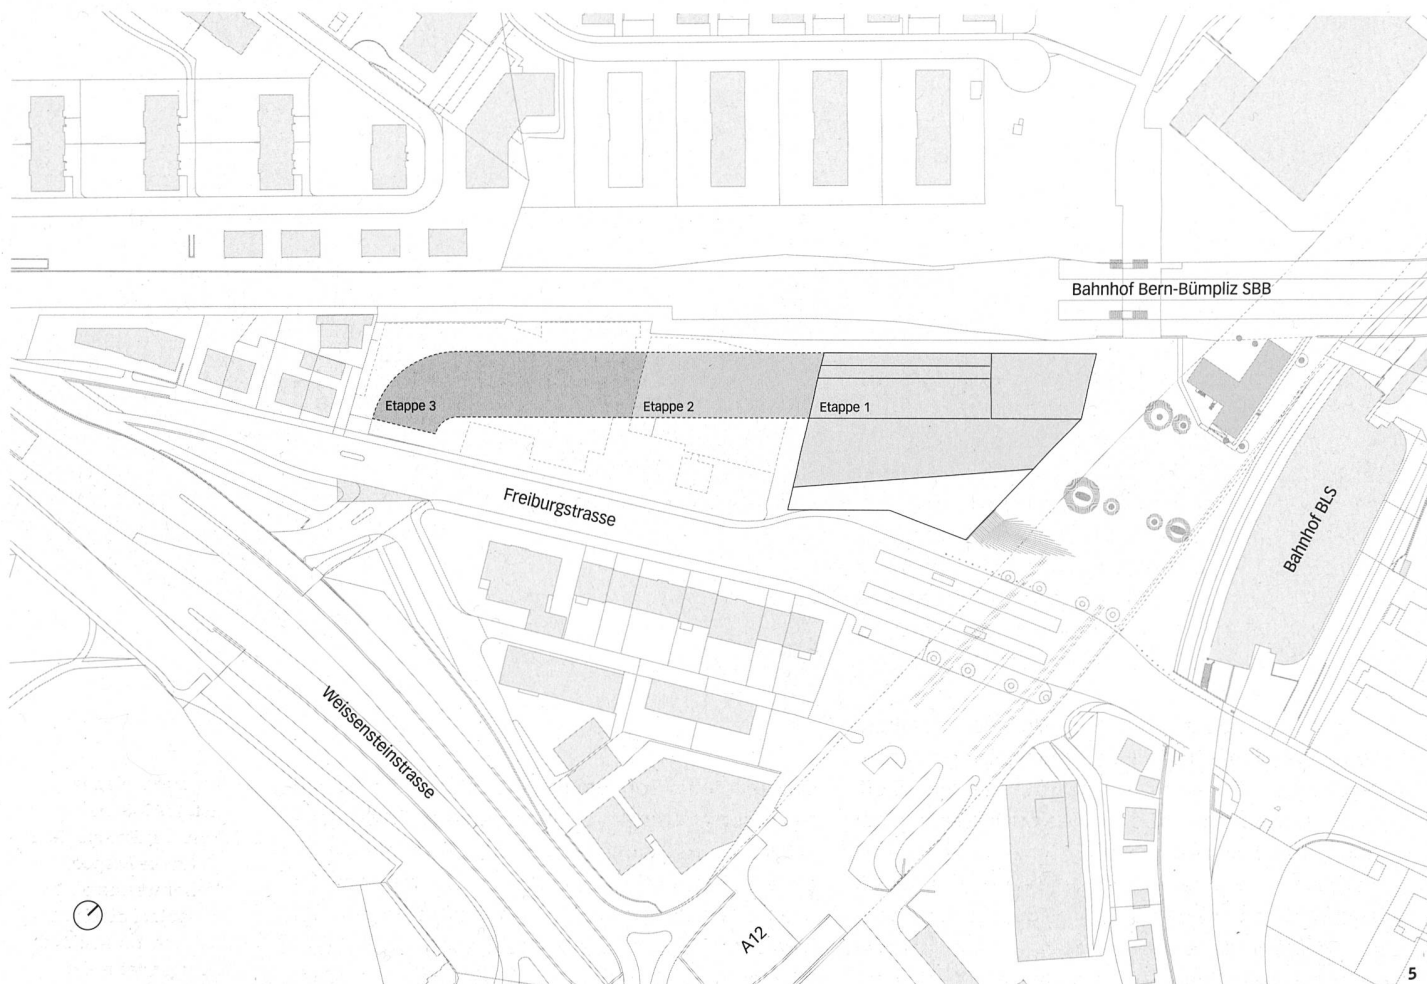 Bahnhof Bern-Bümpliz SBB
Etappe 3
Etappe 2
Etappe 1
Freiburgstrasse
Bahnhof BLS
Weissensteinstrasse
A12
5